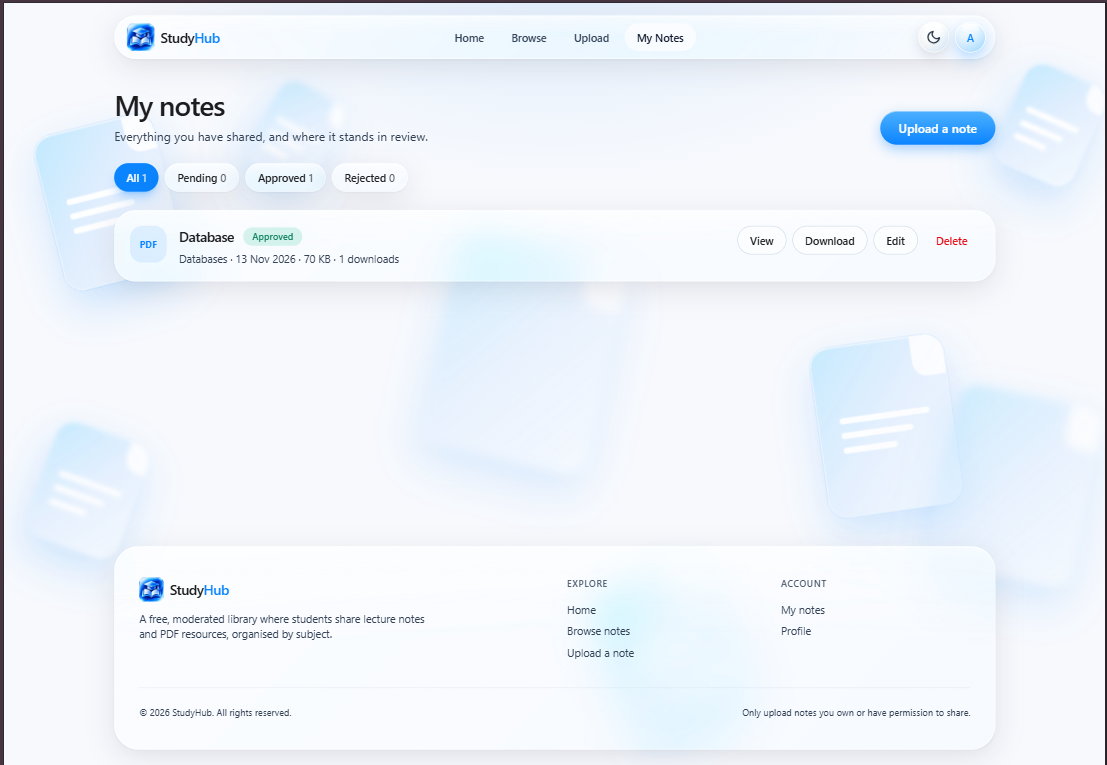 StudyHub
Home Browse Upload My Notes A
My notes
Everything you have shared, and where it stands in review.
Upload a note
All 1 Pending 0 Approved 1 Rejected 0
PDF
Database Approved
Databases · 13 Nov 2026 · 70 KB · 1 downloads
View Download Edit Delete
StudyHub
A free, moderated library where students share lecture notes
and PDF resources, organised by subject.
EXPLORE
Home
Browse notes
Upload a note
ACCOUNT
My notes
Profile
© 2026 StudyHub. All rights reserved.
Only upload notes you own or have permission to share.